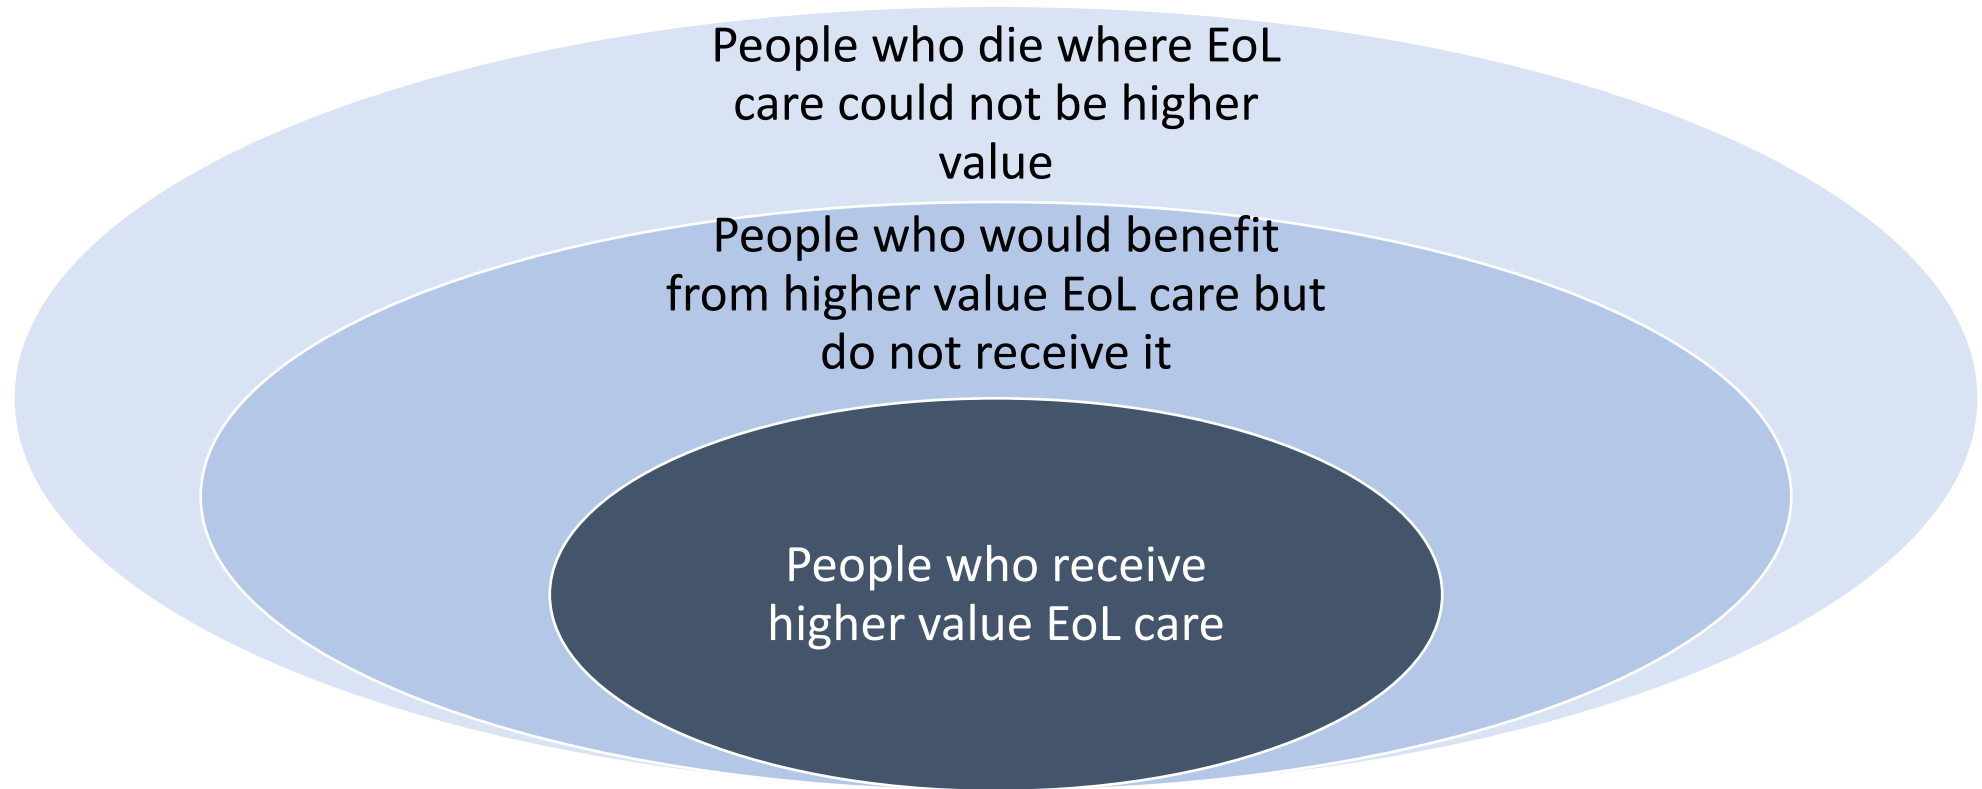 People who die where EoL
care could not be higher
value
People who would benefit
from higher value EoL care but
do not receive it
People who receive
higher value EoL care